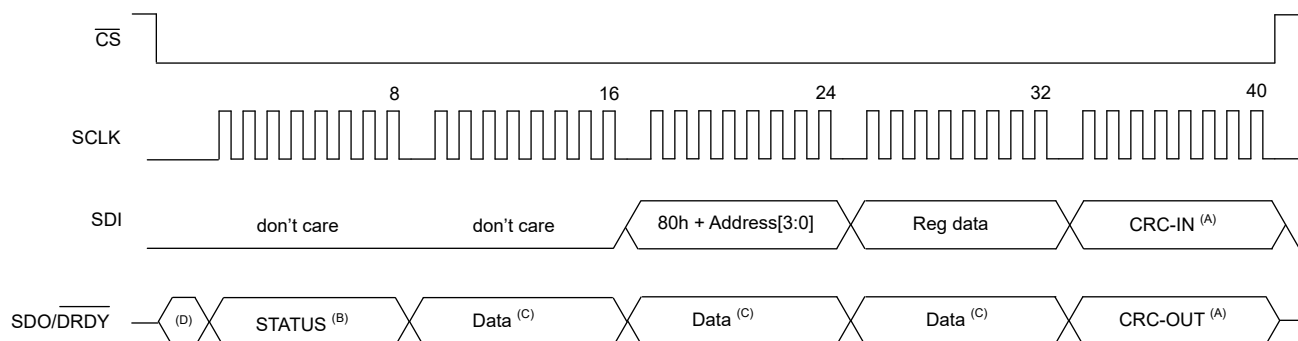 CS
SCLK 8 16 24 32 40
SDI don't care don't care 80h + Address[3:0] Reg data CRC-IN (A)
SDO/DRDY (D) STATUS (B) Data (C) Data (C) Data (C) CRC-OUT (A)